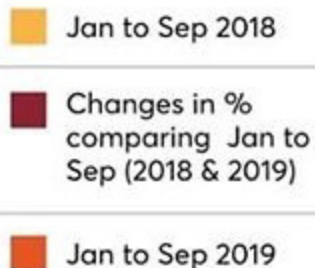 Jan to Sep 2018
Changes in %
comparing Jan to
Sep (2018 & 2019)
Jan to Sep 2019